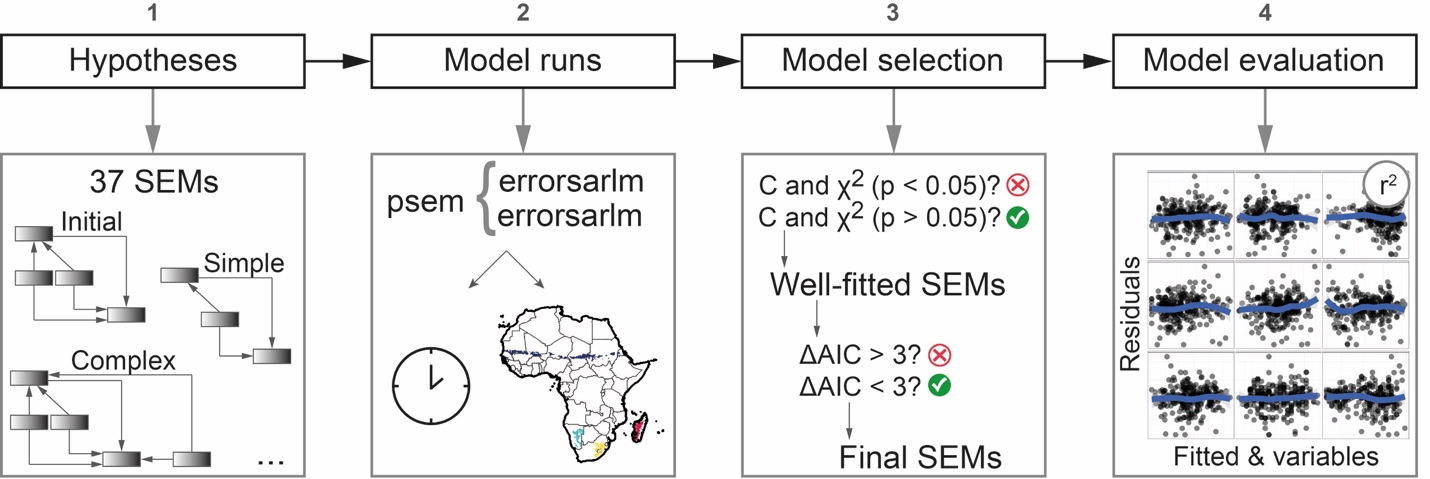 1
2
3
4
Hypotheses
Model runs
Model selection
Model evaluation
37 SEMs
Initial
Simple
Complex
...
psem { errorsarlm
errorsarlm
C and χ² (p < 0.05)?
C and χ² (p > 0.05)?
Well-fitted SEMs
ΔAIC > 3?
ΔAIC < 3?
Final SEMs
r²
Residuals
Fitted & variables